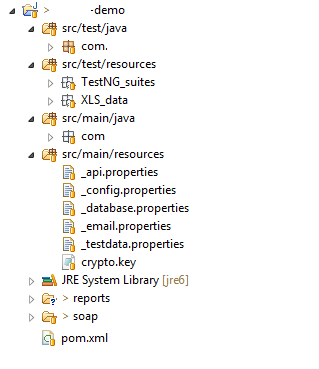 > -demo
src/test/java
com.
src/test/resources
TestNG_suites
XLS_data
src/main/java
com
src/main/resources
_api.properties
_config.properties
_database.properties
_email.properties
_testdata.properties
crypto.key
JRE System Library [jre6]
> reports
> soap
pom.xml